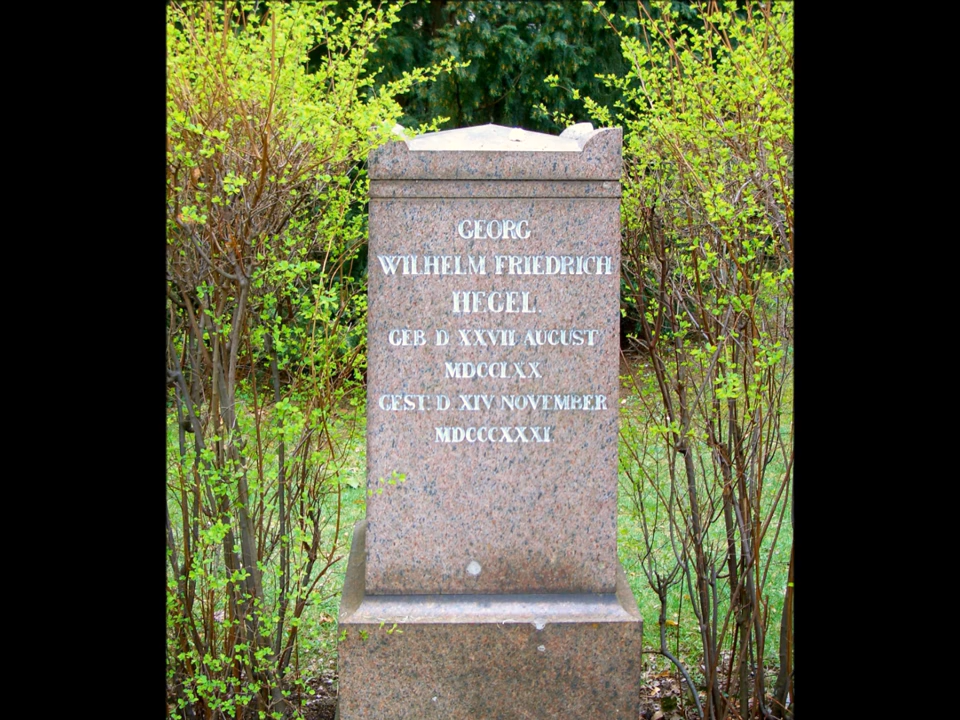 GEORG
WILHELM FRIEDRICH
HEGEL.
GEB. D. XXVII. AUGUST
MDCCLXX
GEST. D. XIV. NOVEMBER
MDCCCXXXI.